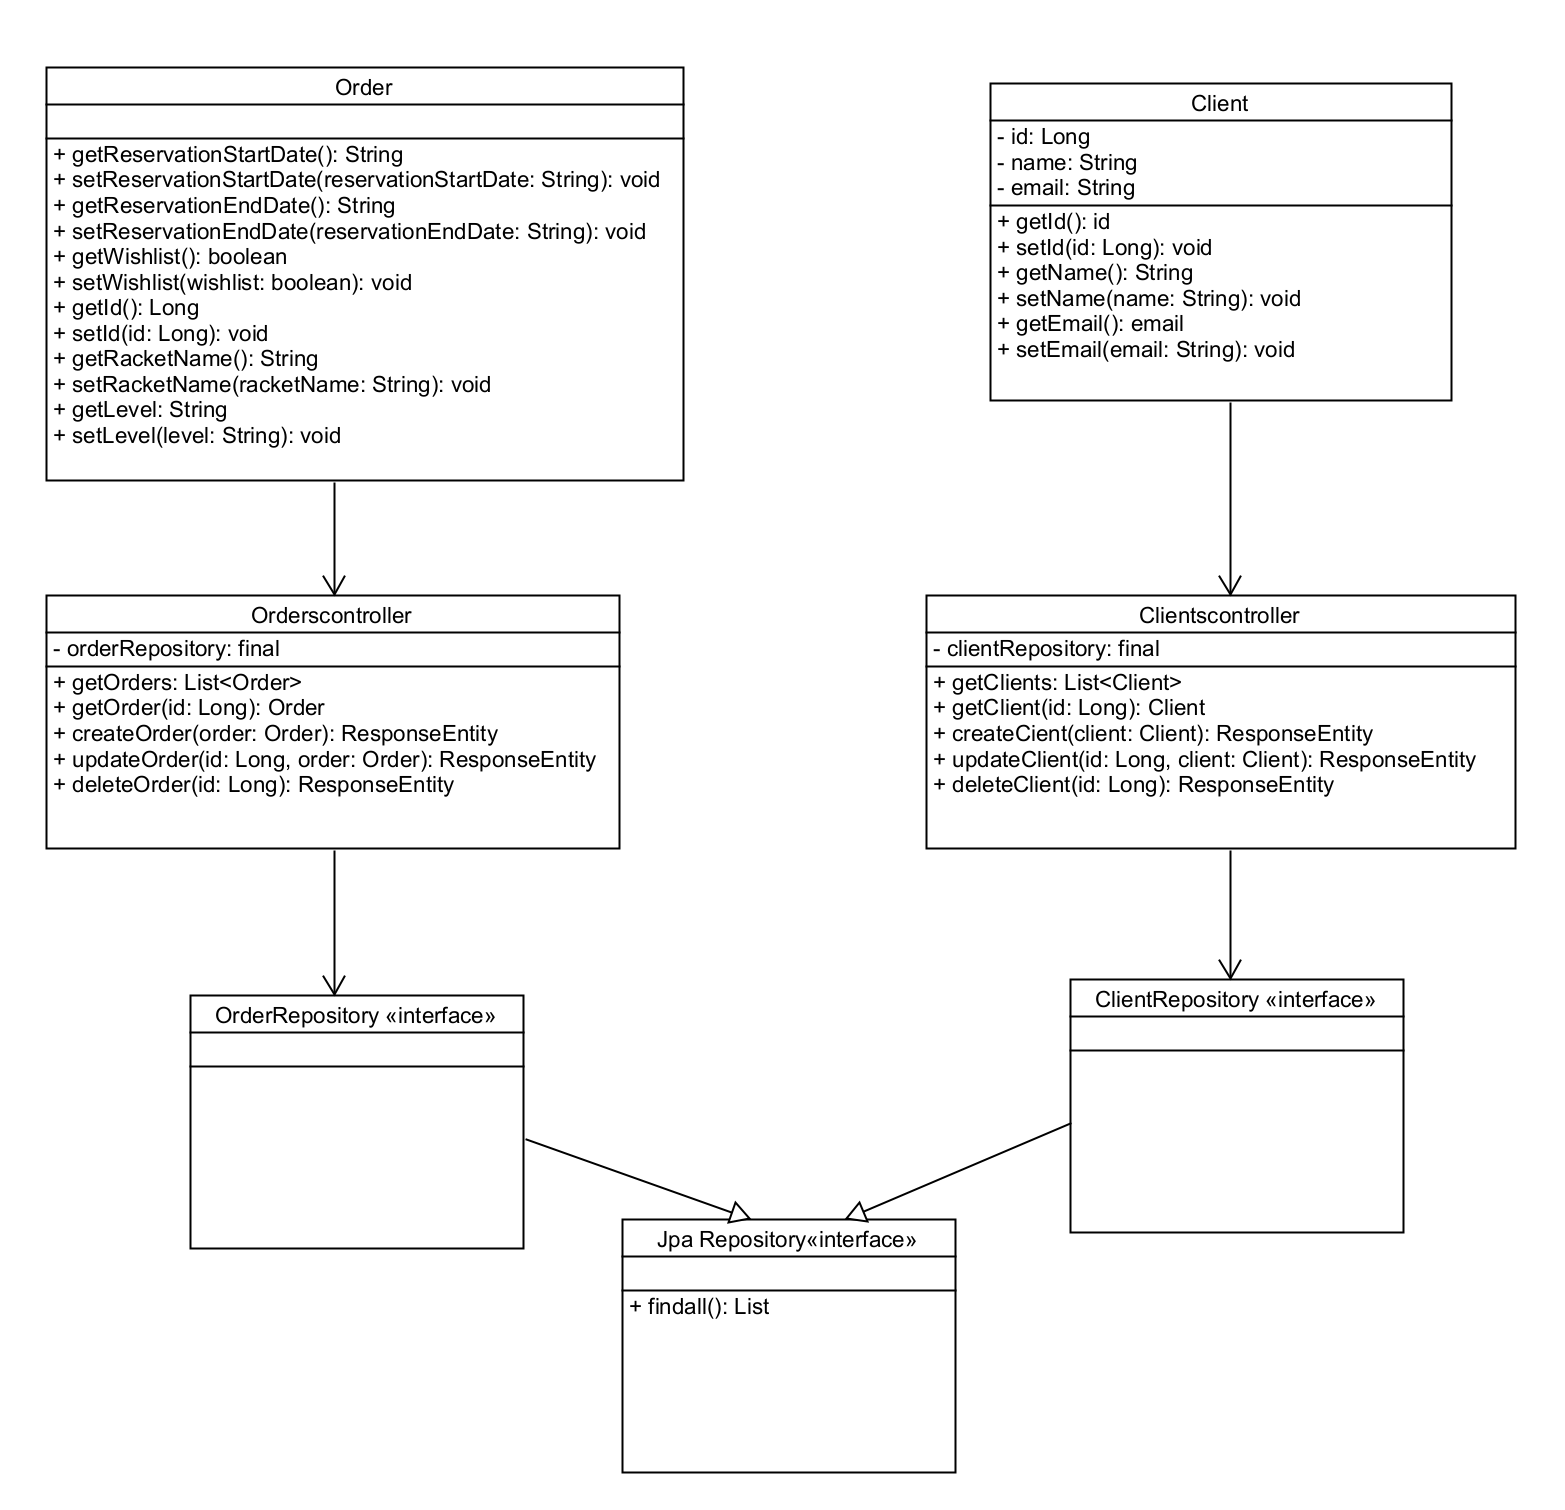 Order
+ getReservationStartDate(): String
+ setReservationStartDate(reservationStartDate: String): void
+ getReservationEndDate(): String
+ setReservationEndDate(reservationEndDate: String): void
+ getWishlist(): boolean
+ setWishlist(wishlist: boolean): void
+ getId(): Long
+ setId(id: Long): void
+ getRacketName(): String
+ setRacketName(racketName: String): void
+ getLevel: String
+ setLevel(level: String): void
Client
- id: Long
- name: String
- email: String
+ getId(): id
+ setId(id: Long): void
+ getName(): String
+ setName(name: String): void
+ getEmail(): email
+ setEmail(email: String): void
Orderscontroller
- orderRepository: final
+ getOrders: List<Order>
+ getOrder(id: Long): Order
+ createOrder(order: Order): ResponseEntity
+ updateOrder(id: Long, order: Order): ResponseEntity
+ deleteOrder(id: Long): ResponseEntity
Clientscontroller
- clientRepository: final
+ getClients: List<Client>
+ getClient(id: Long): Client
+ createCient(client: Client): ResponseEntity
+ updateClient(id: Long, client: Client): ResponseEntity
+ deleteClient(id: Long): ResponseEntity
OrderRepository «interface»
ClientRepository «interface»
Jpa Repository«interface»
+ findall(): List